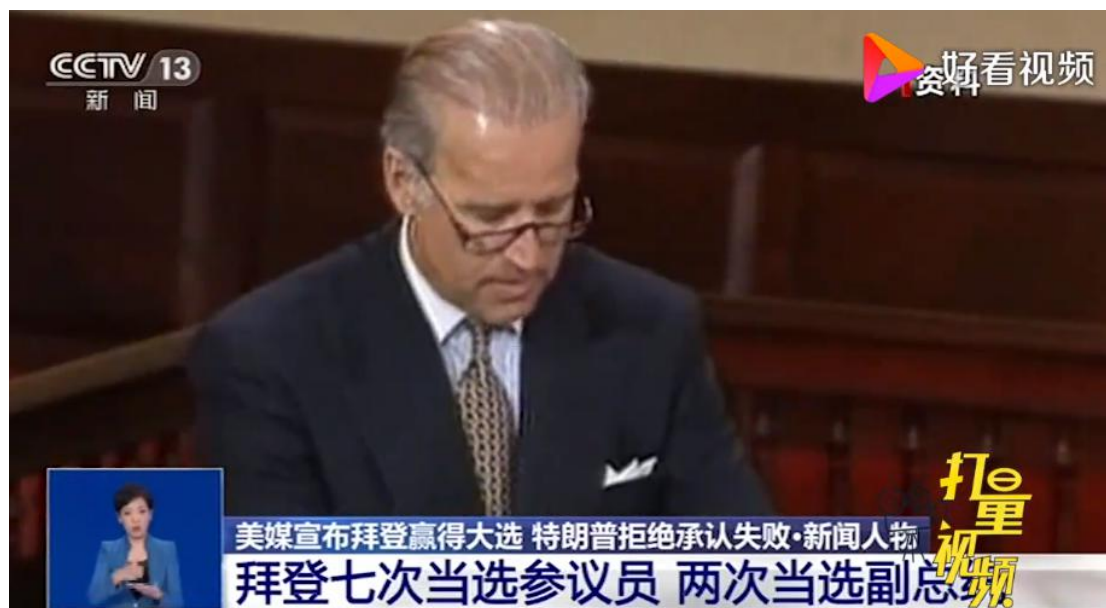 CCTV 13
新闻
好看视频
资料
美媒宣布拜登赢得大选 特朗普拒绝承认失败·新闻人物
拜登七次当选参议员 两次当选副总
打量
视频